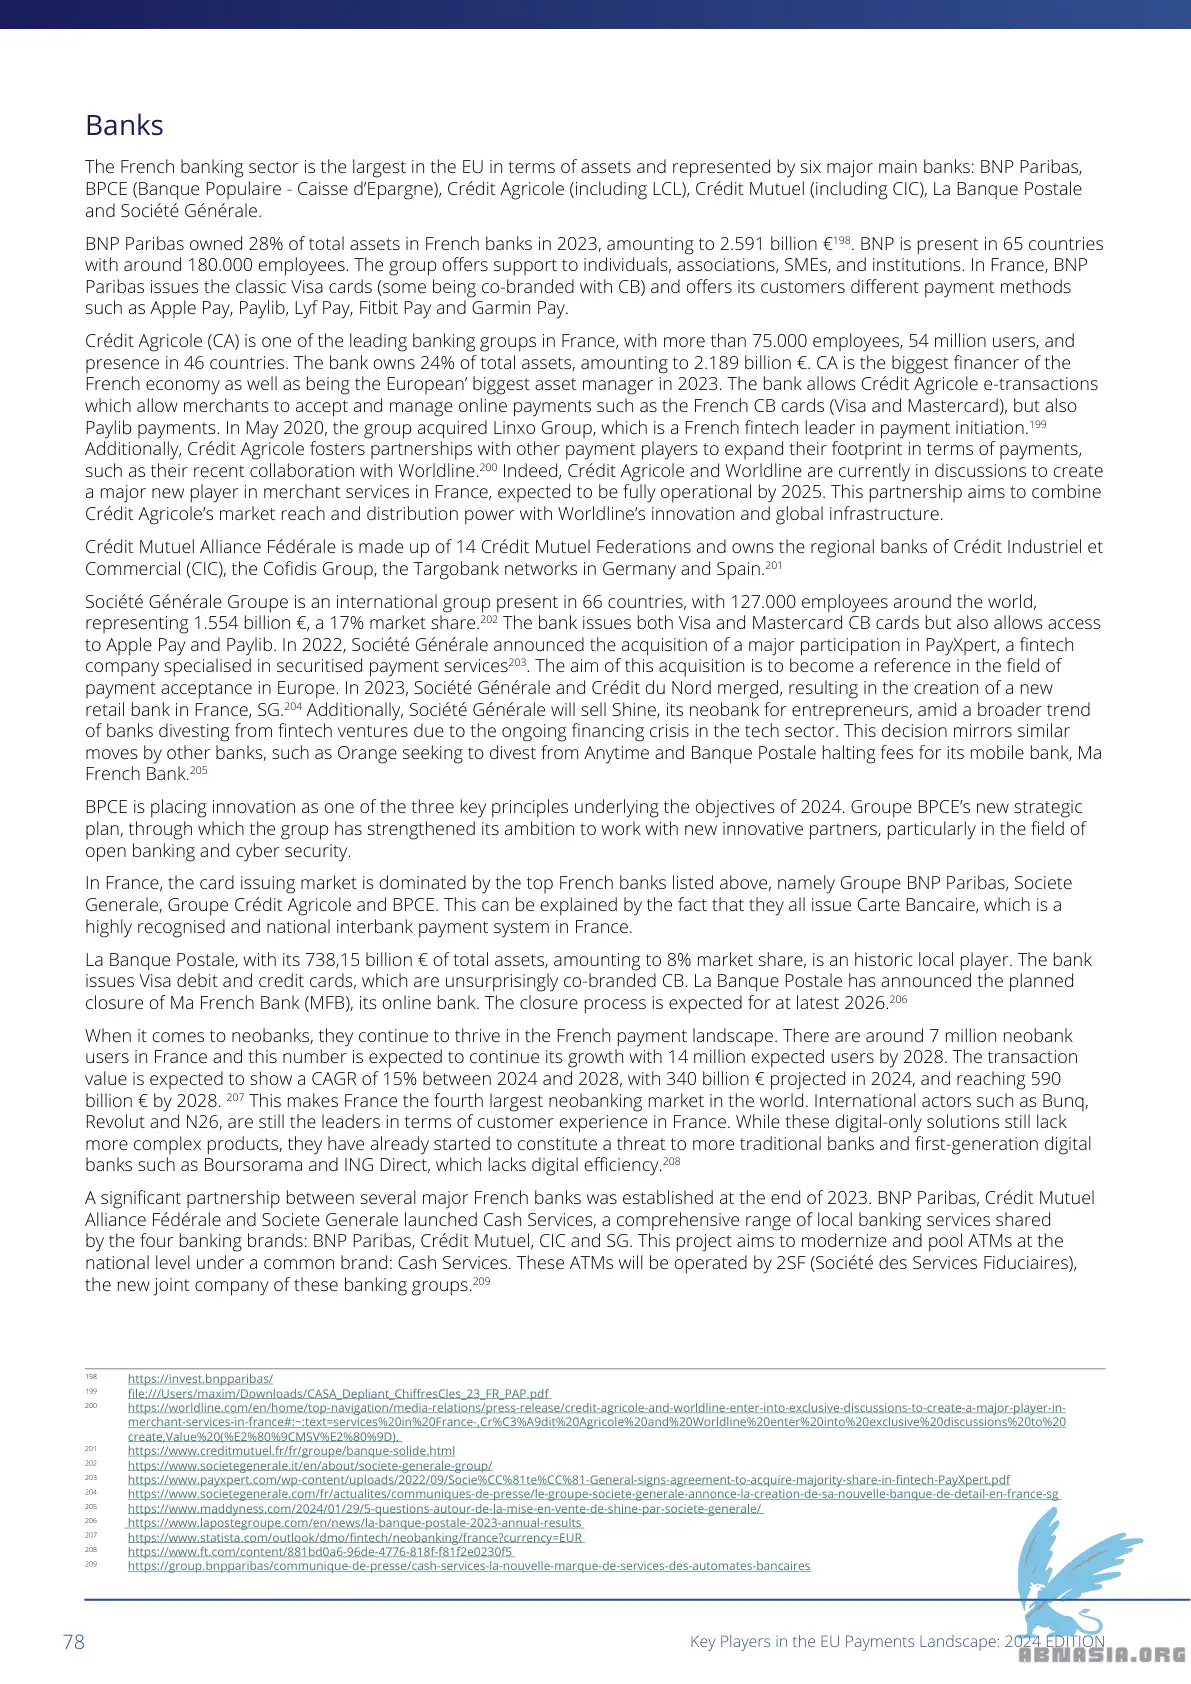 Banks
The French banking sector is the largest in the EU in terms of assets and represented by six major main banks: BNP Paribas,
BPCE (Banque Populaire - Caisse d’Epargne), Crédit Agricole (including LCL), Crédit Mutuel (including CIC), La Banque Postale
and Société Générale.
BNP Paribas owned 28% of total assets in French banks in 2023, amounting to 2.591 billion €198. BNP is present in 65 countries
with around 180.000 employees. The group offers support to individuals, associations, SMEs, and institutions. In France, BNP
Paribas issues the classic Visa cards (some being co-branded with CB) and offers its customers different payment methods
such as Apple Pay, Paylib, Lyf Pay, Fitbit Pay and Garmin Pay.
Crédit Agricole (CA) is one of the leading banking groups in France, with more than 75.000 employees, 54 million users, and
presence in 46 countries. The bank owns 24% of total assets, amounting to 2.189 billion €. CA is the biggest financer of the
French economy as well as being the European’ biggest asset manager in 2023. The bank allows Crédit Agricole e-transactions
which allow merchants to accept and manage online payments such as the French CB cards (Visa and Mastercard), but also
Paylib payments. In May 2020, the group acquired Linxo Group, which is a French fintech leader in payment initiation.199
Additionally, Crédit Agricole fosters partnerships with other payment players to expand their footprint in terms of payments,
such as their recent collaboration with Worldline.200 Indeed, Crédit Agricole and Worldline are currently in discussions to create
a major new player in merchant services in France, expected to be fully operational by 2025. This partnership aims to combine
Crédit Agricole’s market reach and distribution power with Worldline’s innovation and global infrastructure.
Crédit Mutuel Alliance Fédérale is made up of 14 Crédit Mutuel Federations and owns the regional banks of Crédit Industriel et
Commercial (CIC), the Cofidis Group, the Targobank networks in Germany and Spain.201
Société Générale Groupe is an international group present in 66 countries, with 127.000 employees around the world,
representing 1.554 billion €, a 17% market share.202 The bank issues both Visa and Mastercard CB cards but also allows access
to Apple Pay and Paylib. In 2022, Société Générale announced the acquisition of a major participation in PayXpert, a fintech
company specialised in securitised payment services203. The aim of this acquisition is to become a reference in the field of
payment acceptance in Europe. In 2023, Société Générale and Crédit du Nord merged, resulting in the creation of a new
retail bank in France, SG.204 Additionally, Société Générale will sell Shine, its neobank for entrepreneurs, amid a broader trend
of banks divesting from fintech ventures due to the ongoing financing crisis in the tech sector. This decision mirrors similar
moves by other banks, such as Orange seeking to divest from Anytime and Banque Postale halting fees for its mobile bank, Ma
French Bank.205
BPCE is placing innovation as one of the three key principles underlying the objectives of 2024. Groupe BPCE’s new strategic
plan, through which the group has strengthened its ambition to work with new innovative partners, particularly in the field of
open banking and cyber security.
In France, the card issuing market is dominated by the top French banks listed above, namely Groupe BNP Paribas, Societe
Generale, Groupe Crédit Agricole and BPCE. This can be explained by the fact that they all issue Carte Bancaire, which is a
highly recognised and national interbank payment system in France.
La Banque Postale, with its 738,15 billion € of total assets, amounting to 8% market share, is an historic local player. The bank
issues Visa debit and credit cards, which are unsurprisingly co-branded CB. La Banque Postale has announced the planned
closure of Ma French Bank (MFB), its online bank. The closure process is expected for at latest 2026.206
When it comes to neobanks, they continue to thrive in the French payment landscape. There are around 7 million neobank
users in France and this number is expected to continue its growth with 14 million expected users by 2028. The transaction
value is expected to show a CAGR of 15% between 2024 and 2028, with 340 billion € projected in 2024, and reaching 590
billion € by 2028. 207 This makes France the fourth largest neobanking market in the world. International actors such as Bunq,
Revolut and N26, are still the leaders in terms of customer experience in France. While these digital-only solutions still lack
more complex products, they have already started to constitute a threat to more traditional banks and first-generation digital
banks such as Boursorama and ING Direct, which lacks digital efficiency.208
A significant partnership between several major French banks was established at the end of 2023. BNP Paribas, Crédit Mutuel
Alliance Fédérale and Societe Generale launched Cash Services, a comprehensive range of local banking services shared
by the four banking brands: BNP Paribas, Crédit Mutuel, CIC and SG. This project aims to modernize and pool ATMs at the
national level under a common brand: Cash Services. These ATMs will be operated by 2SF (Société des Services Fiduciaires),
the new joint company of these banking groups.209
198 https://invest.bnpparibas/
199 file:///Users/maxim/Downloads/CASA_Depliant_ChiffresCles_23_FR_PAP.pdf
200 https://worldline.com/en/home/top-navigation/media-relations/press-release/credit-agricole-and-worldline-enter-into-exclusive-discussions-to-create-a-major-player-in-
merchant-services-in-france#:~:text=services%20in%20France-,Cr%C3%A9dit%20Agricole%20and%20Worldline%20enter%20into%20exclusive%20discussions%20to%20
create,Value%20(%E2%80%9CMSV%E2%80%9D).
201 https://www.creditmutuel.fr/fr/groupe/banque-solide.html
202 https://www.societegenerale.it/en/about/societe-generale-group/
203 https://www.payxpert.com/wp-content/uploads/2022/09/Socie%CC%81te%CC%81-General-signs-agreement-to-acquire-majority-share-in-fintech-PayXpert.pdf
204 https://www.societegenerale.com/fr/actualites/communiques-de-presse/le-groupe-societe-generale-annonce-la-creation-de-sa-nouvelle-banque-de-detail-en-france-sg
205 https://www.maddyness.com/2024/01/29/5-questions-autour-de-la-mise-en-vente-de-shine-par-societe-generale/
206 https://www.lapostegroupe.com/en/news/la-banque-postale-2023-annual-results
207 https://www.statista.com/outlook/dmo/fintech/neobanking/france?currency=EUR
208 https://www.ft.com/content/881bd0a6-96de-4776-818f-f81f2e0230f5
209 https://group.bnpparibas/communique-de-presse/cash-services-la-nouvelle-marque-de-services-des-automates-bancaires
78
Key Players in the EU Payments Landscape: 2024 EDITION
ABNASIA.ORG